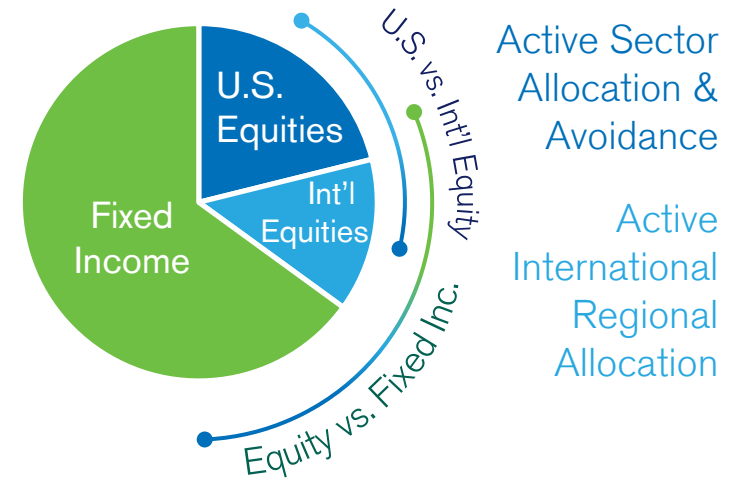 U.S.
Equities
Int'l
Equities
Fixed
Income
U.S. vs. Int'l Equity
Equity vs. Fixed Inc.
Active Sector
Allocation &
Avoidance
Active
International
Regional
Allocation